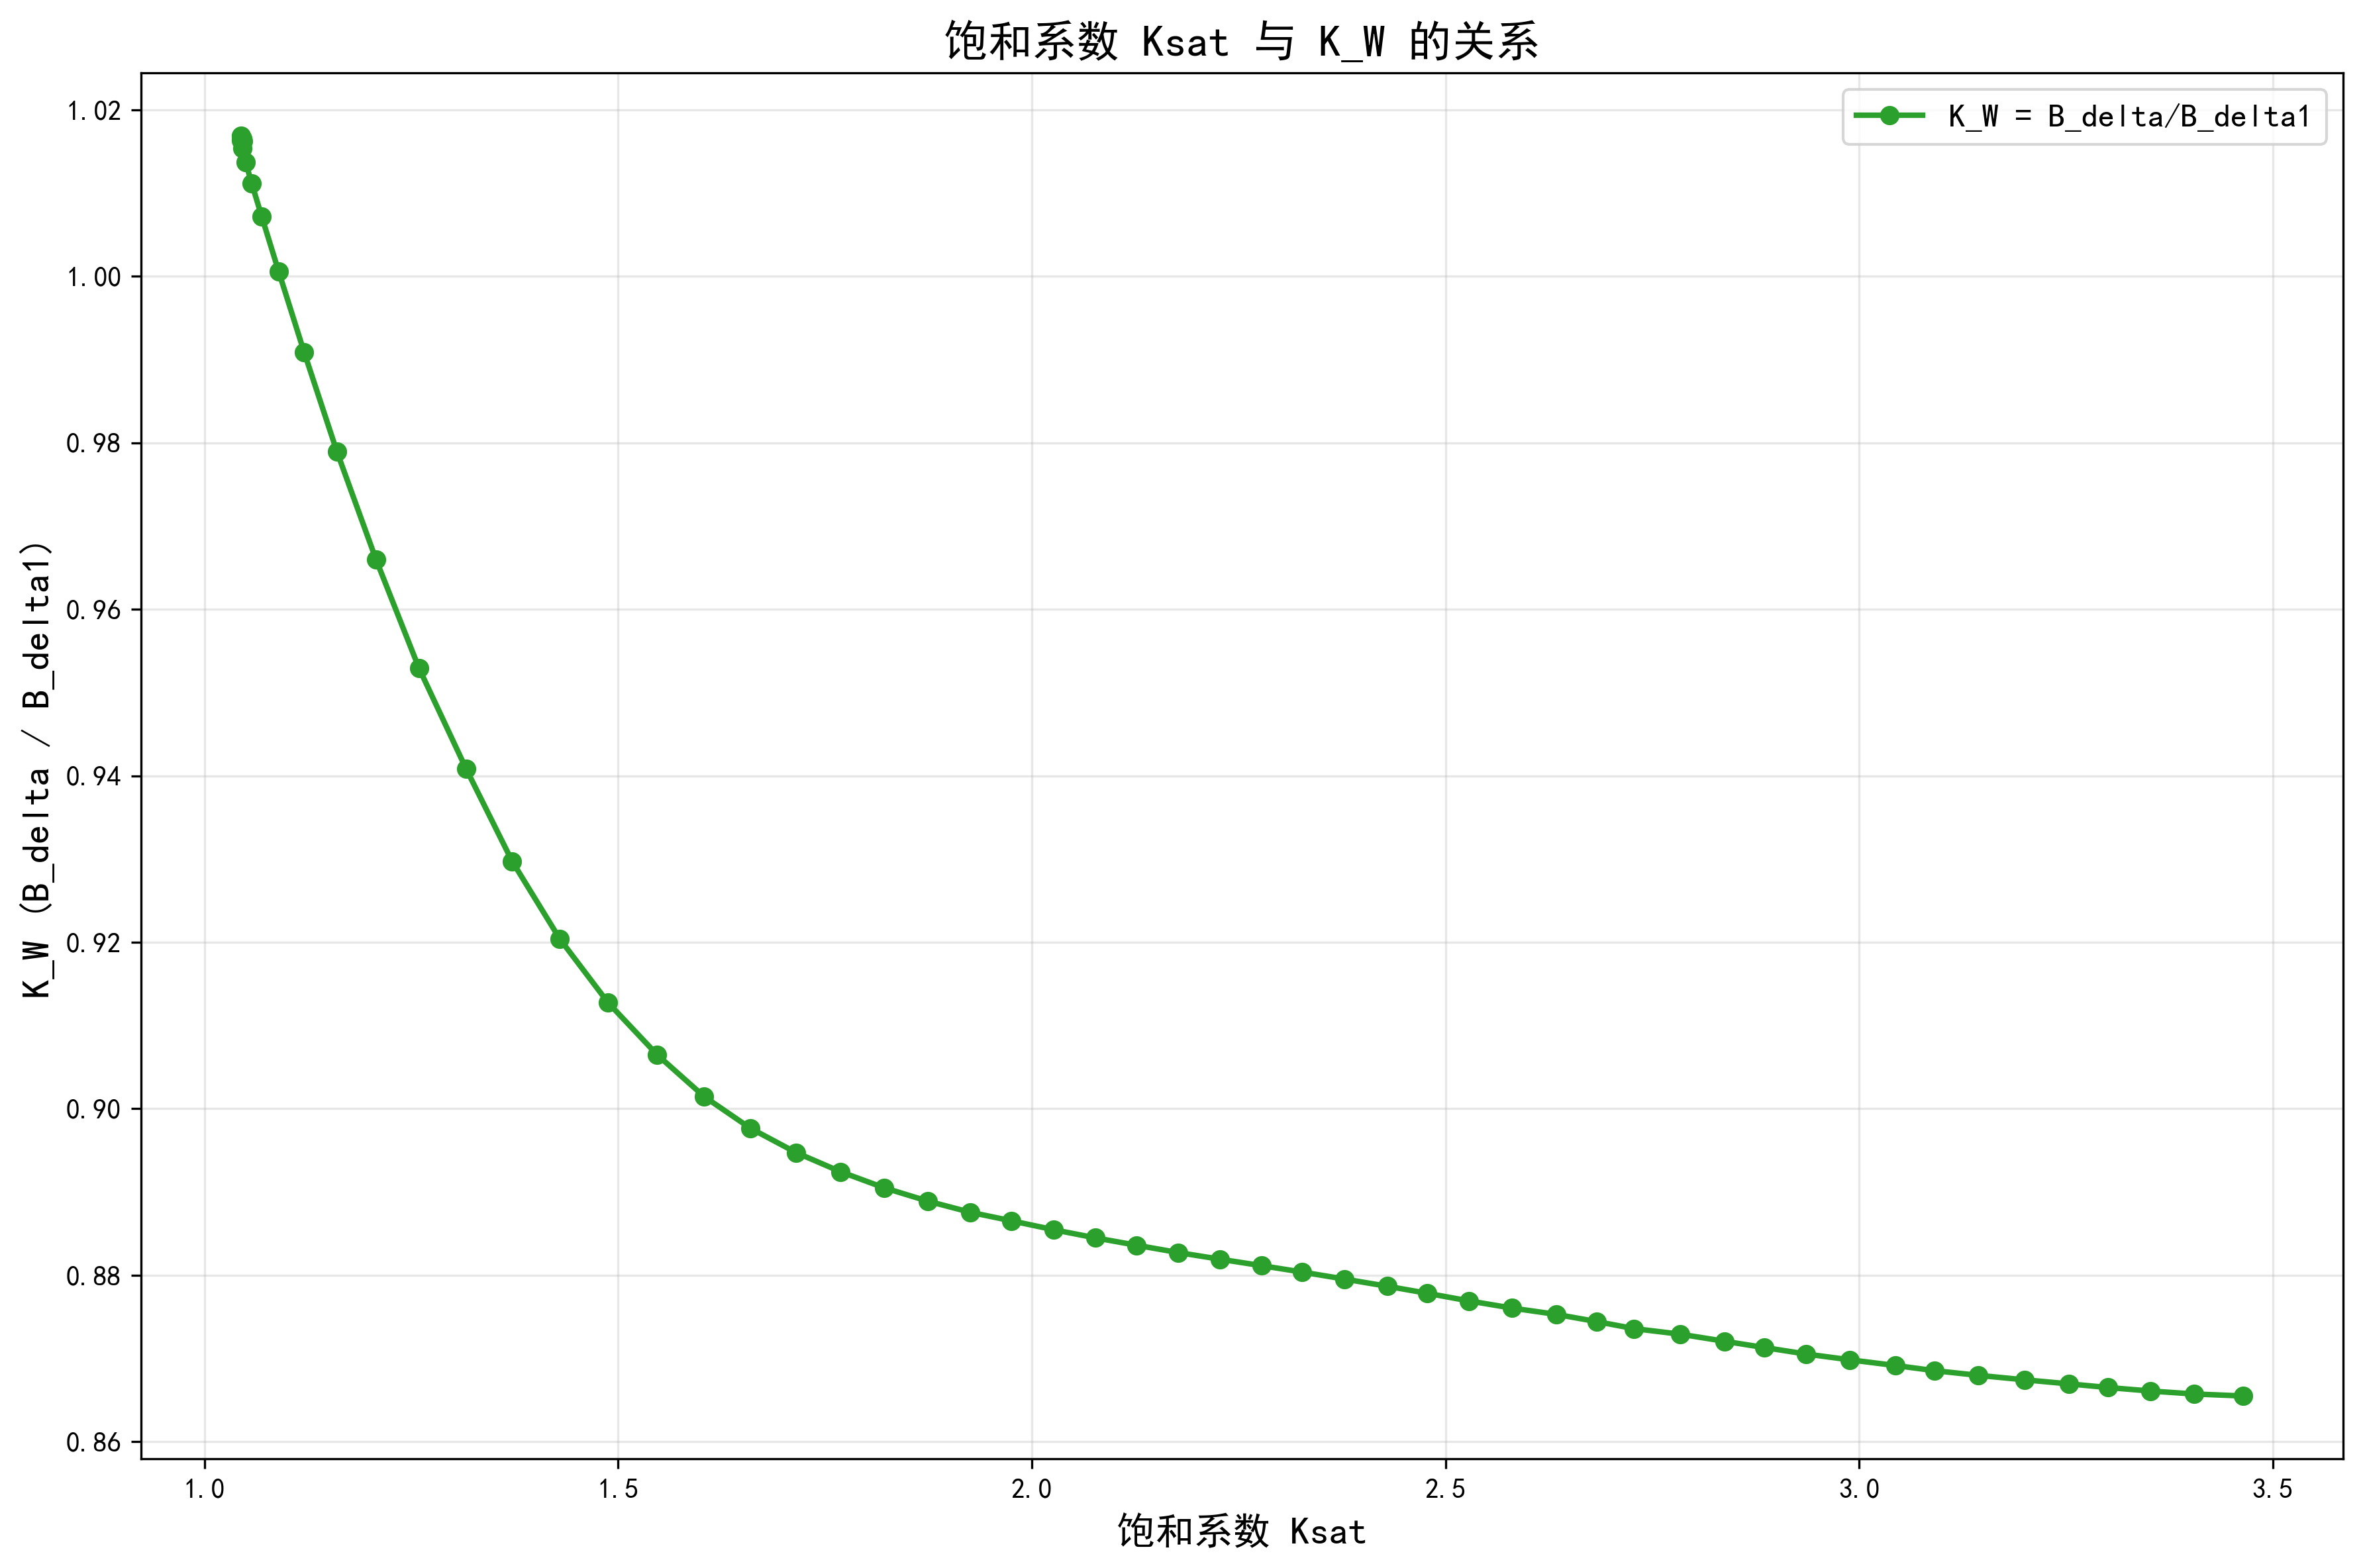 饱和系数 Ksat 与 K_W 的关系
K_W = B_delta/B_delta1
K_W (B_delta / B_delta1)
1.02
1.00
0.98
0.96
0.94
0.92
0.90
0.88
0.86
1.0 1.5 2.0 2.5 3.0 3.5
饱和系数 Ksat